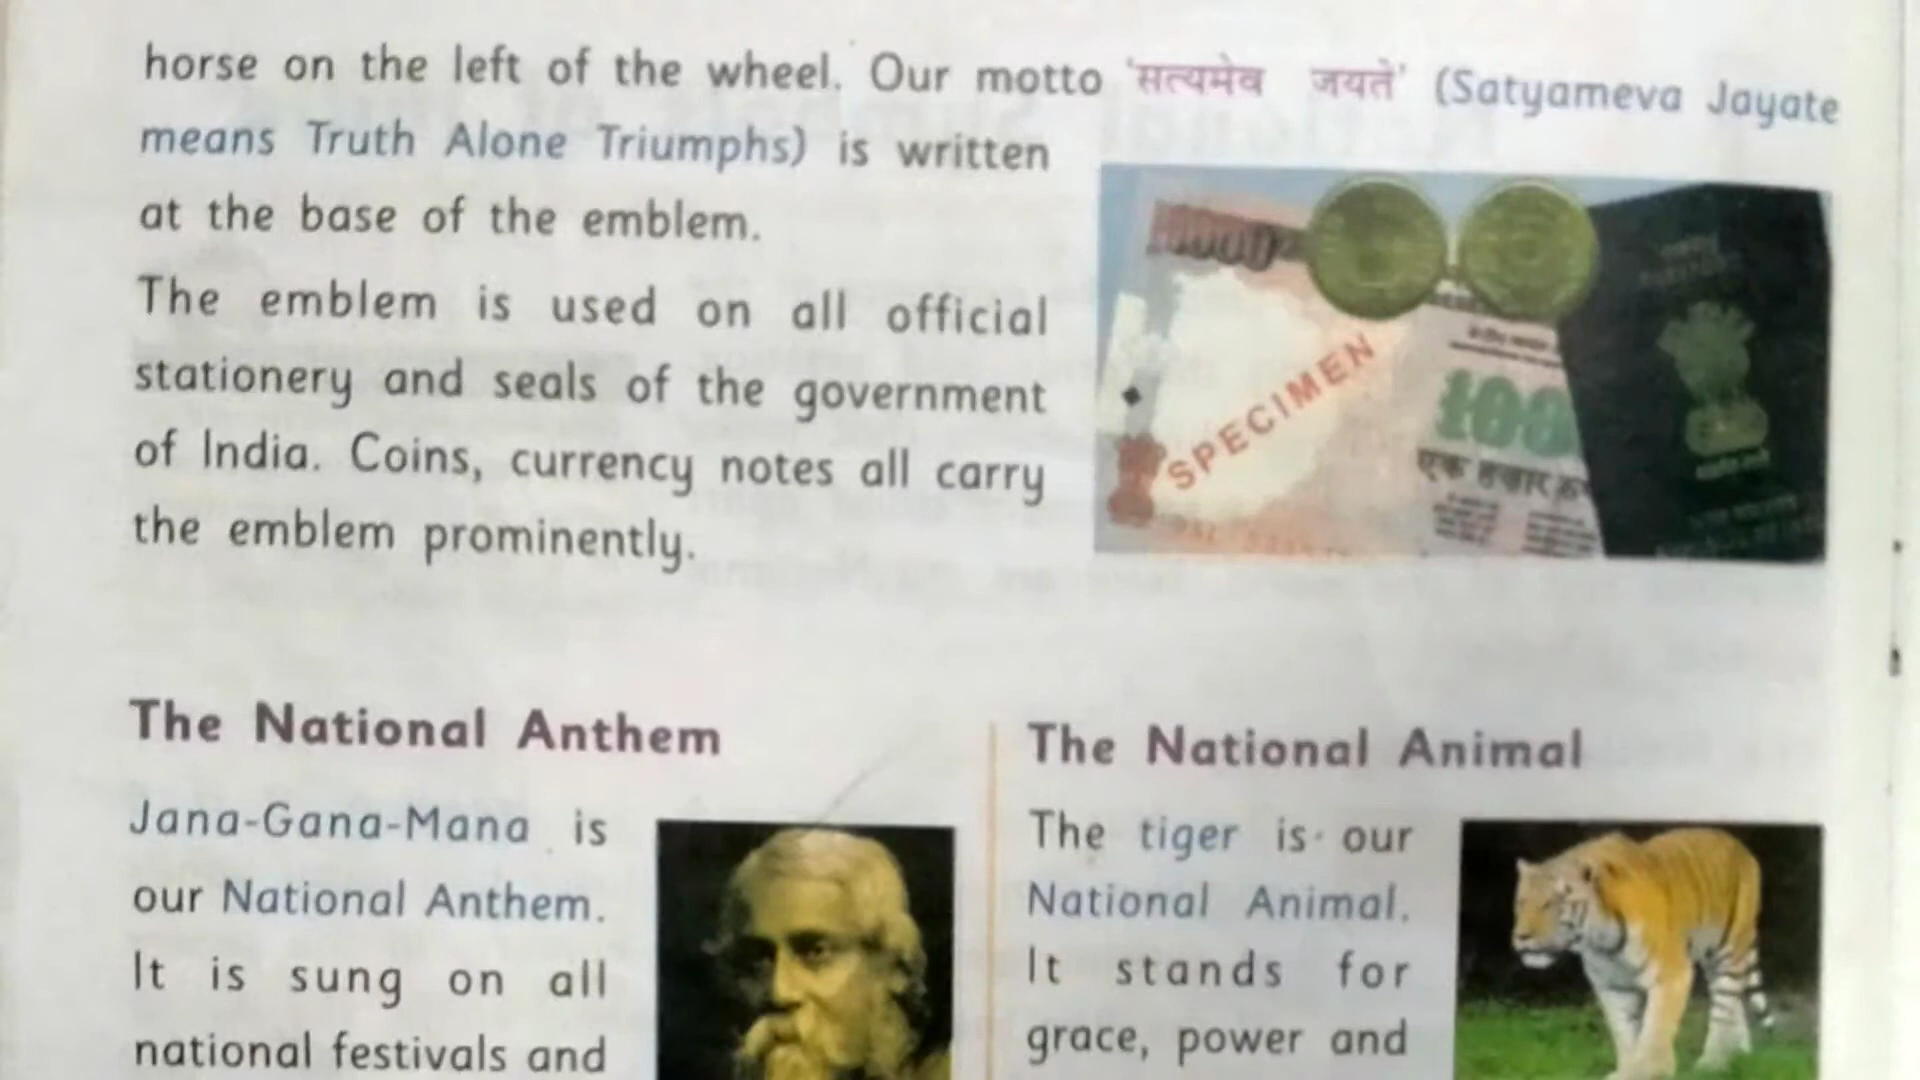 horse on the left of the wheel. Our motto 'सत्यमेव जयते' (Satyameva Jayate
means Truth Alone Triumphs) is written
at the base of the emblem.
The emblem is used on all official
stationery and seals of the government
of India. Coins, currency notes all carry
the emblem prominently.
SPECIMEN
100
एक हजार
The National Anthem
Jana-Gana-Mana is
our National Anthem.
It is sung on all
national festivals and
The National Animal
The tiger is our
National Animal.
It stands for
grace, power and